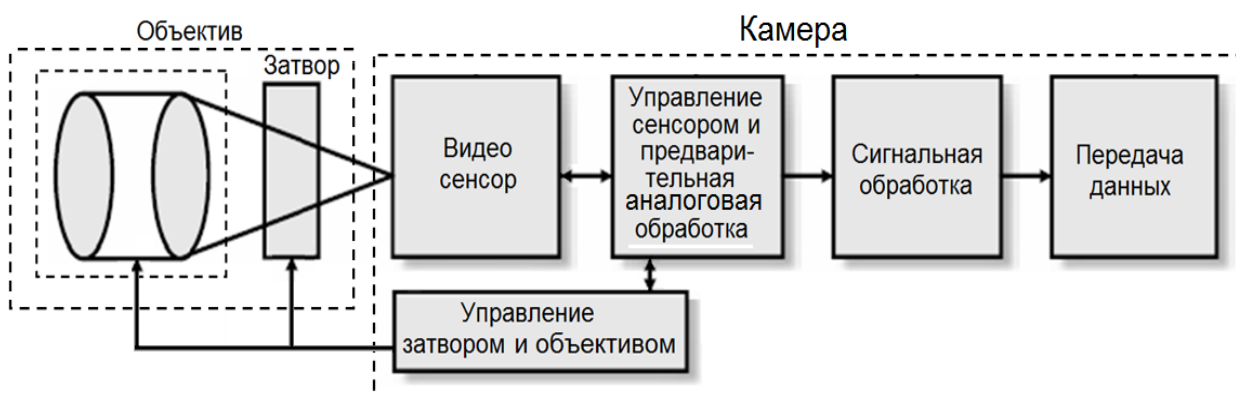 Объектив
Камера
Затвор
Видео
сенсор
Управление
сенсором и
предвари-
тельная
аналоговая
обработка
Сигнальная
обработка
Передача
данных
Управление
затвором и объективом